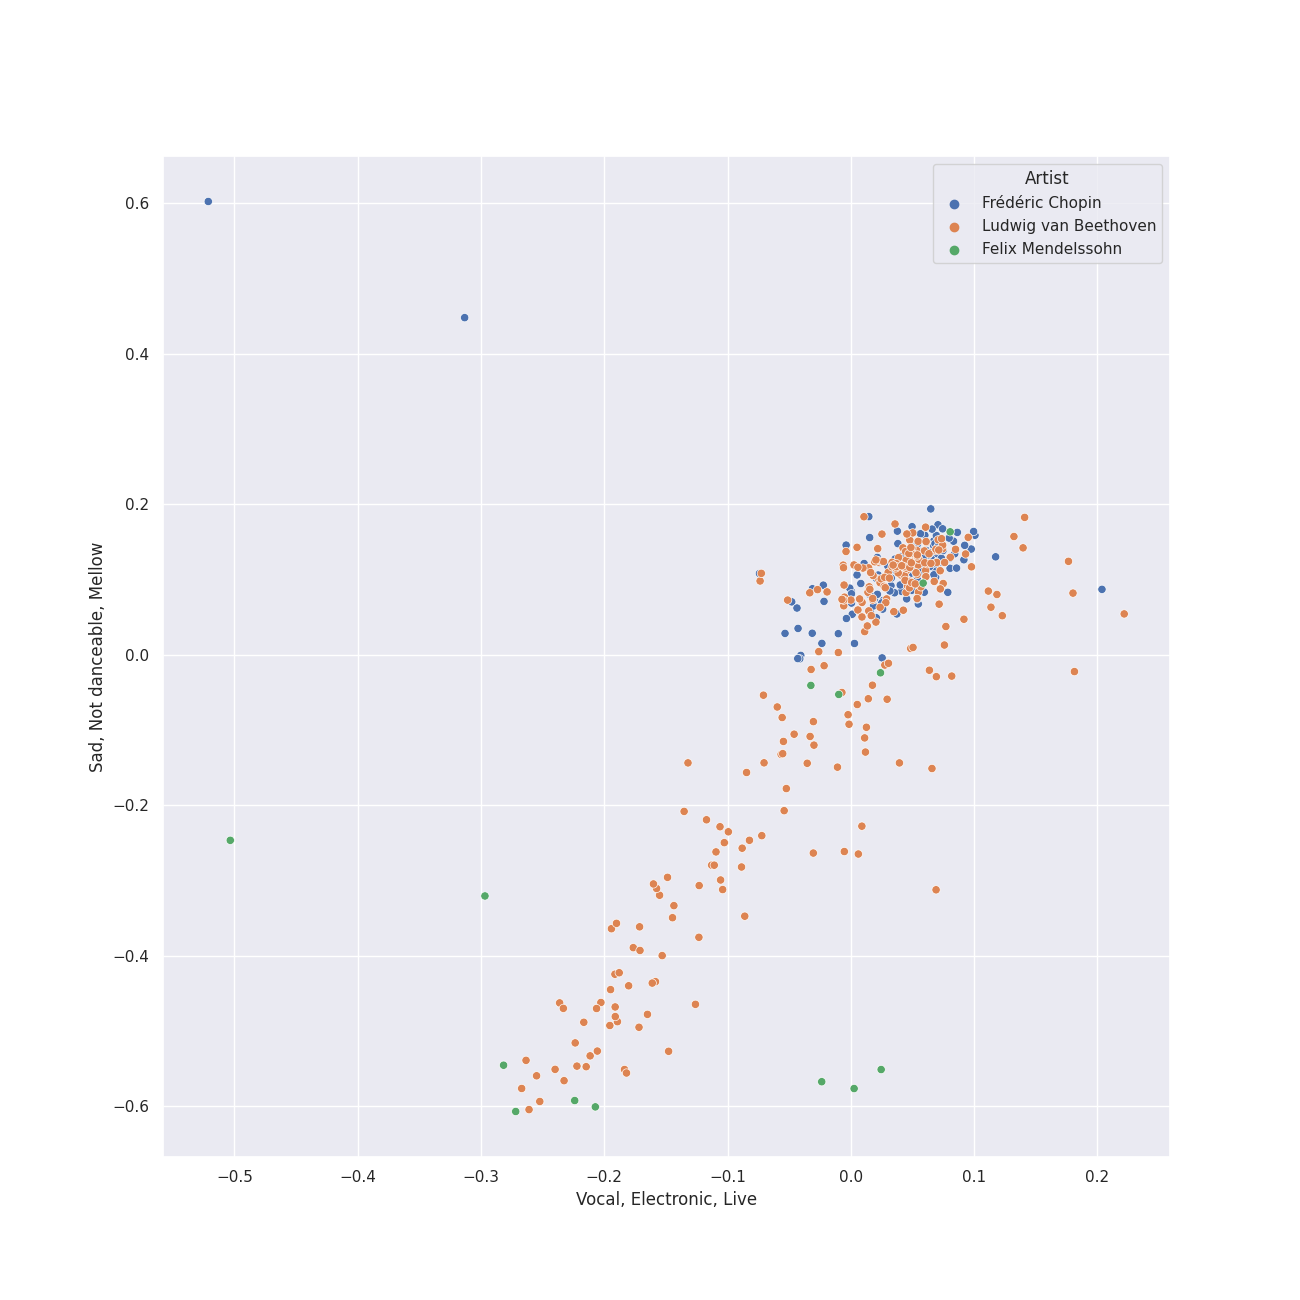 Artist
Frédéric Chopin
Ludwig van Beethoven
Felix Mendelssohn
0.6
0.4
0.2
0.0
−0.2
−0.4
−0.6
Sad, Not danceable, Mellow
−0.5 −0.4 −0.3 −0.2 −0.1 0.0 0.1 0.2
Vocal, Electronic, Live